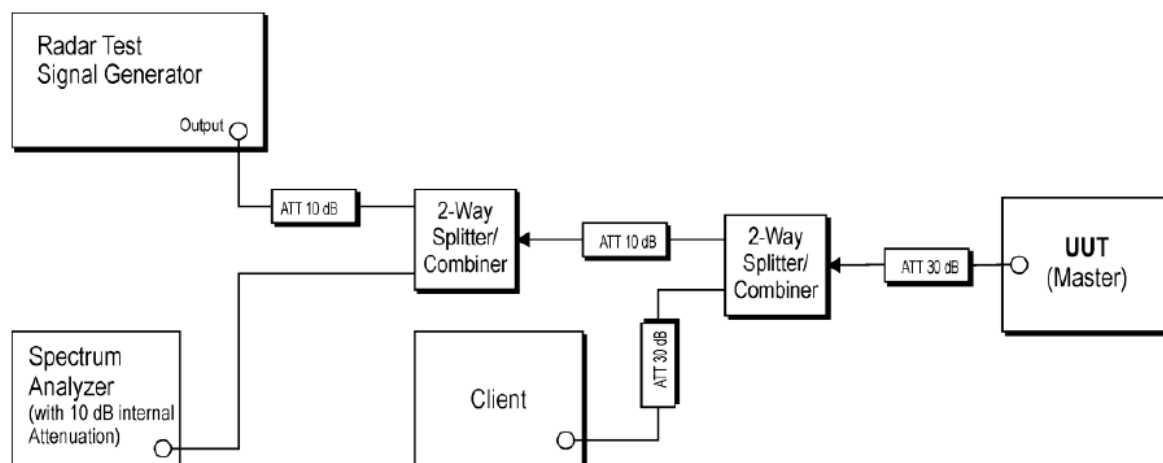 Radar Test
Signal Generator
Output
ATT 10 dB
2-Way
Splitter/
Combiner
ATT 10 dB
2-Way
Splitter/
Combiner
ATT 30 dB
UUT
(Master)
Spectrum
Analyzer
(with 10 dB internal
Attenuation)
Client
ATT 30 dB